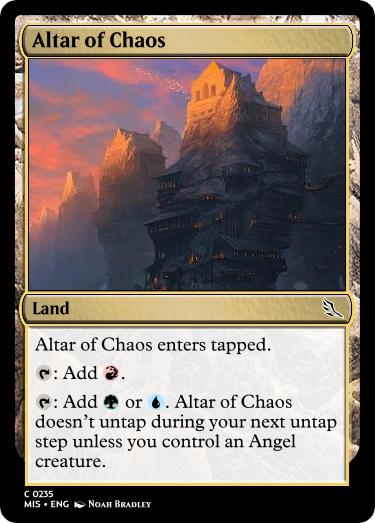 Altar of Chaos
Land
Altar of Chaos enters tapped.
: Add .
: Add or . Altar of Chaos
doesn't untap during your next untap
step unless you control an Angel
creature.
C 0235
MIS • ENG Noah Bradley